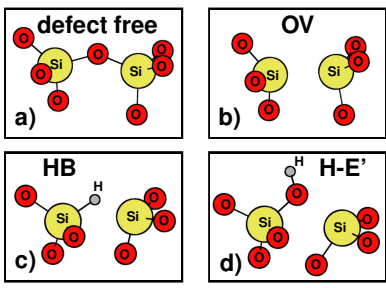 defect free
O O O
Si Si O
O O O
a)
OV
O O
Si Si O
O O O
b)
HB
H
O O
Si Si O
O O O
c)
H-E'
H
O O
Si Si O
O O O O
d)